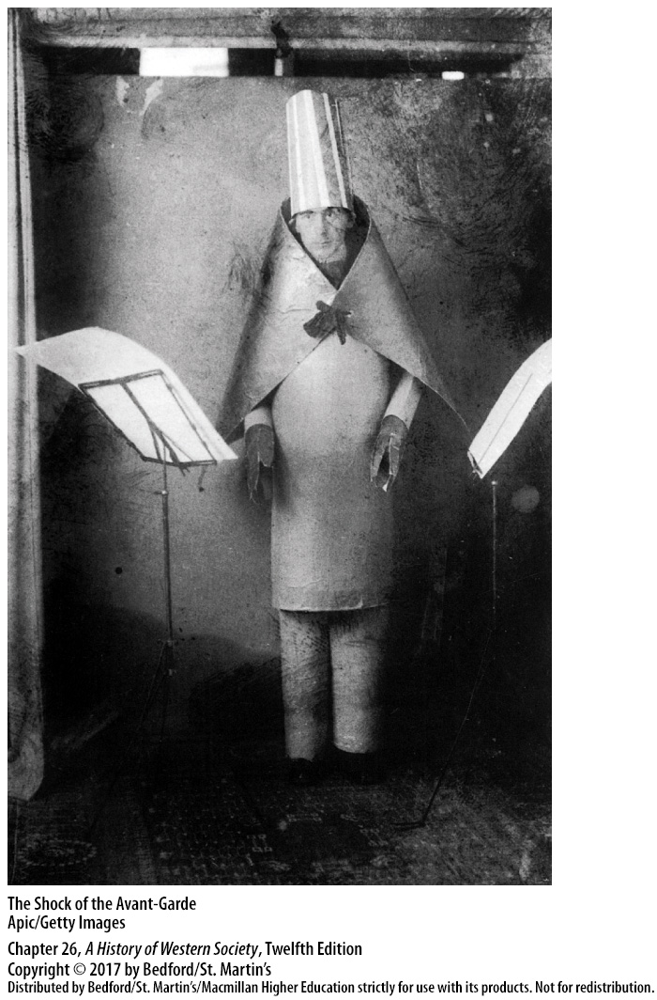 The Shock of the Avant-Garde
Apic/Getty Images
Chapter 26, A History of Western Society, Twelfth Edition
Copyright © 2017 by Bedford/St. Martin's
Distributed by Bedford/St. Martin's/Macmillan Higher Education strictly for use with its products. Not for redistribution.